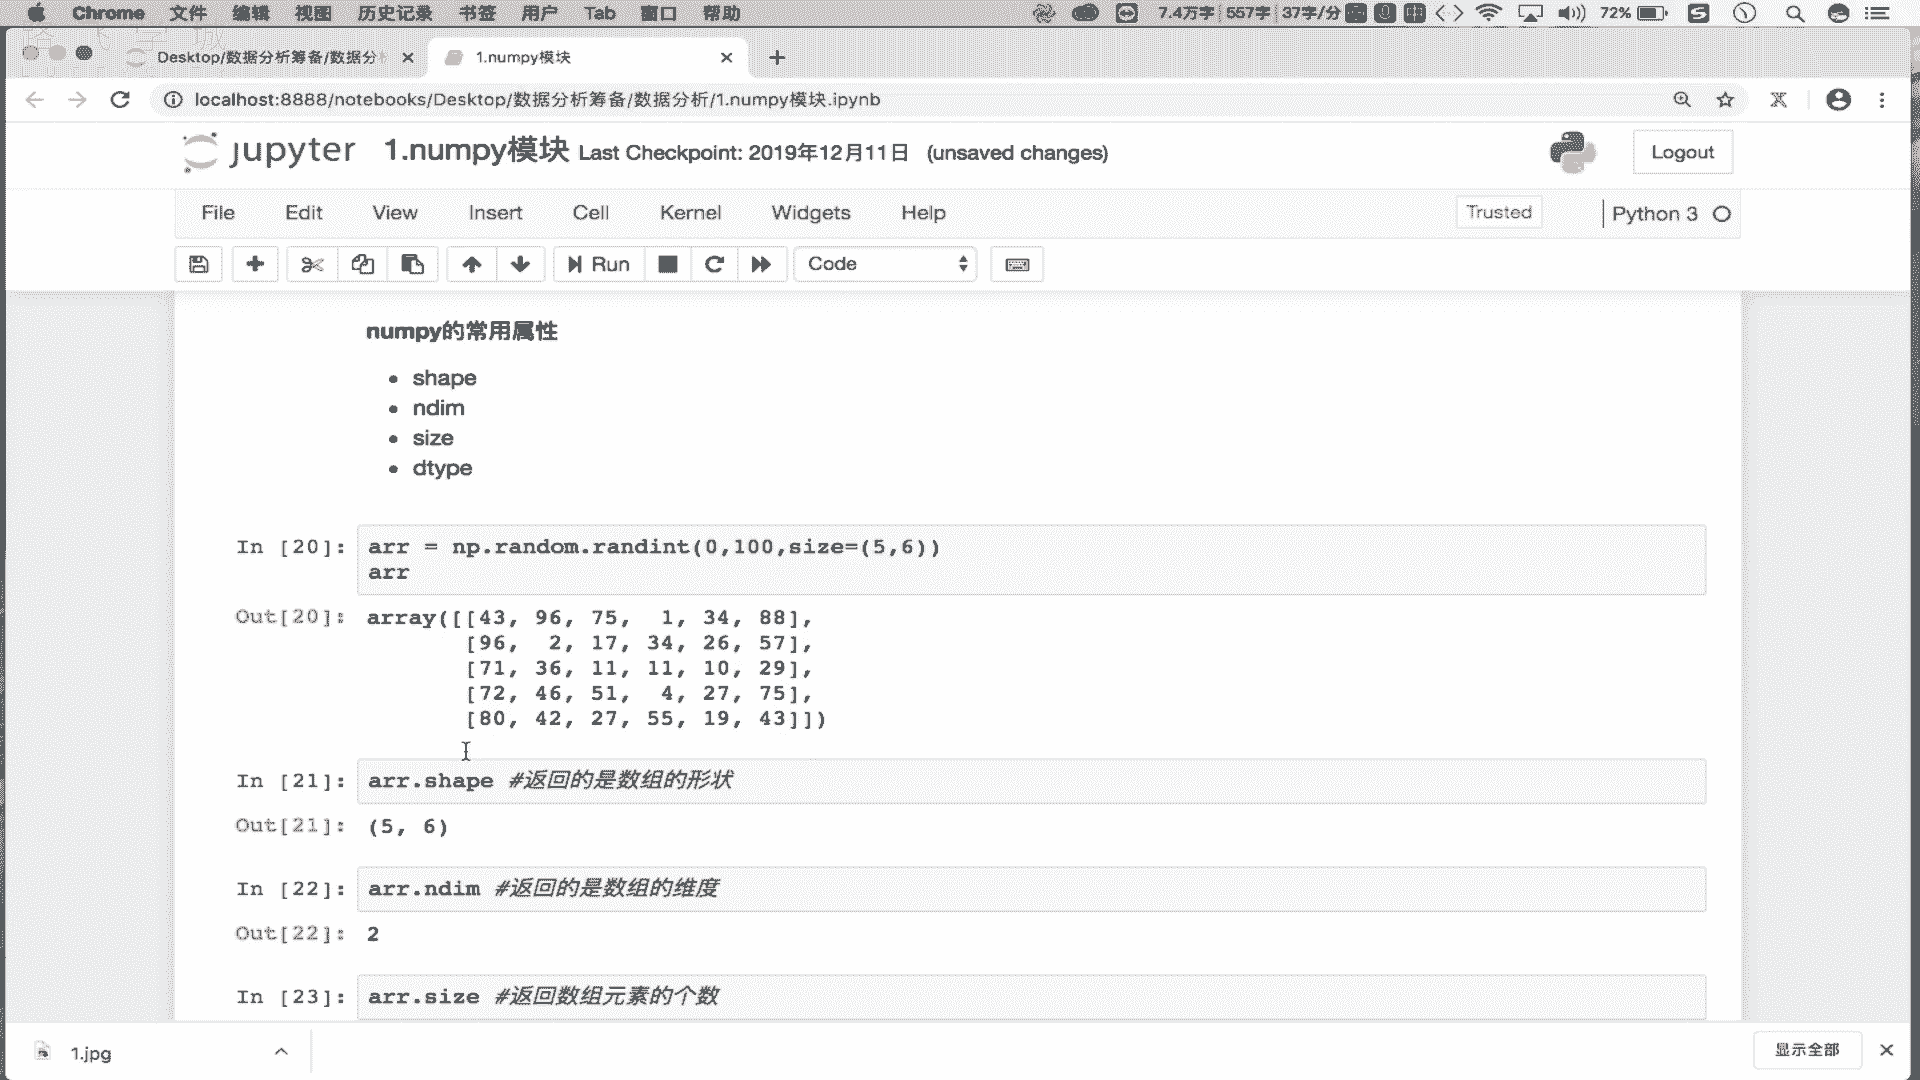 Chrome 文件 编辑 视图 历史记录 书签 用户 Tab 窗口 帮助 7.4万字 557字 37字/分 72%
Desktop/数据分析筹备/数据分 1.numpy模块
localhost:8888/notebooks/Desktop/数据分析筹备/数据分析/1.numpy模块.ipynb
jupyter 1.numpy模块 Last Checkpoint: 2019年12月11日 (unsaved changes) Logout
File Edit View Insert Cell Kernel Widgets Help Trusted Python 3
Run Code
numpy的常用属性
shape
ndim
size
dtype
In [20]: arr = np.random.randint(0,100,size=(5,6))
arr
Out[20]: array([[43, 96, 75,  1, 34, 88],
[96,  2, 17, 34, 26, 57],
[71, 36, 11, 11, 10, 29],
[72, 46, 51,  4, 27, 75],
[80, 42, 27, 55, 19, 43]])
In [21]: arr.shape #返回的是数组的形状
Out[21]: (5, 6)
In [22]: arr.ndim #返回的是数组的维度
Out[22]: 2
In [23]: arr.size #返回数组元素的个数
1.jpg 显示全部